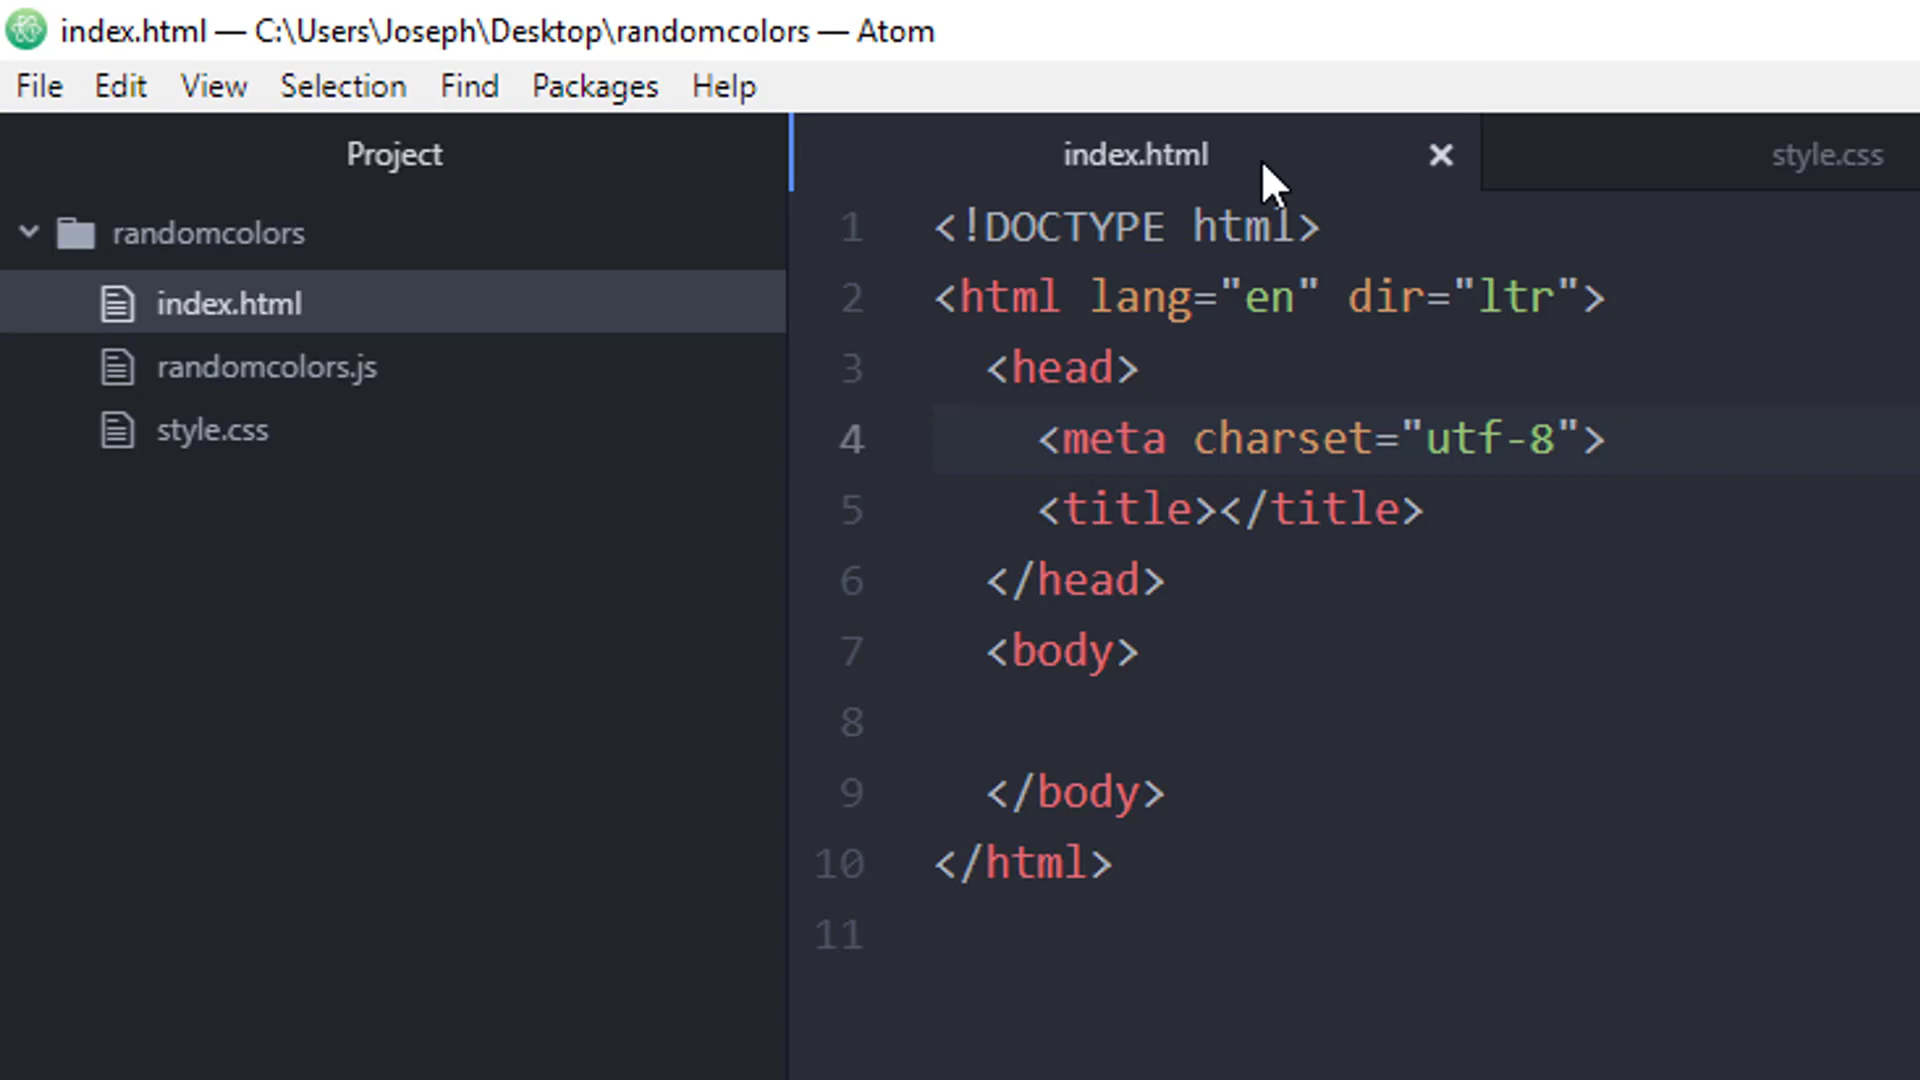 index.html — C:\Users\Joseph\Desktop\randomcolors — Atom
File Edit View Selection Find Packages Help
Project
randomcolors
index.html
randomcolors.js
style.css
index.html style.css
1 <!DOCTYPE html>
2 <html lang="en" dir="ltr">
3 <head>
4 <meta charset="utf-8">
5 <title></title>
6 </head>
7 <body>
8
9 </body>
10 </html>
11